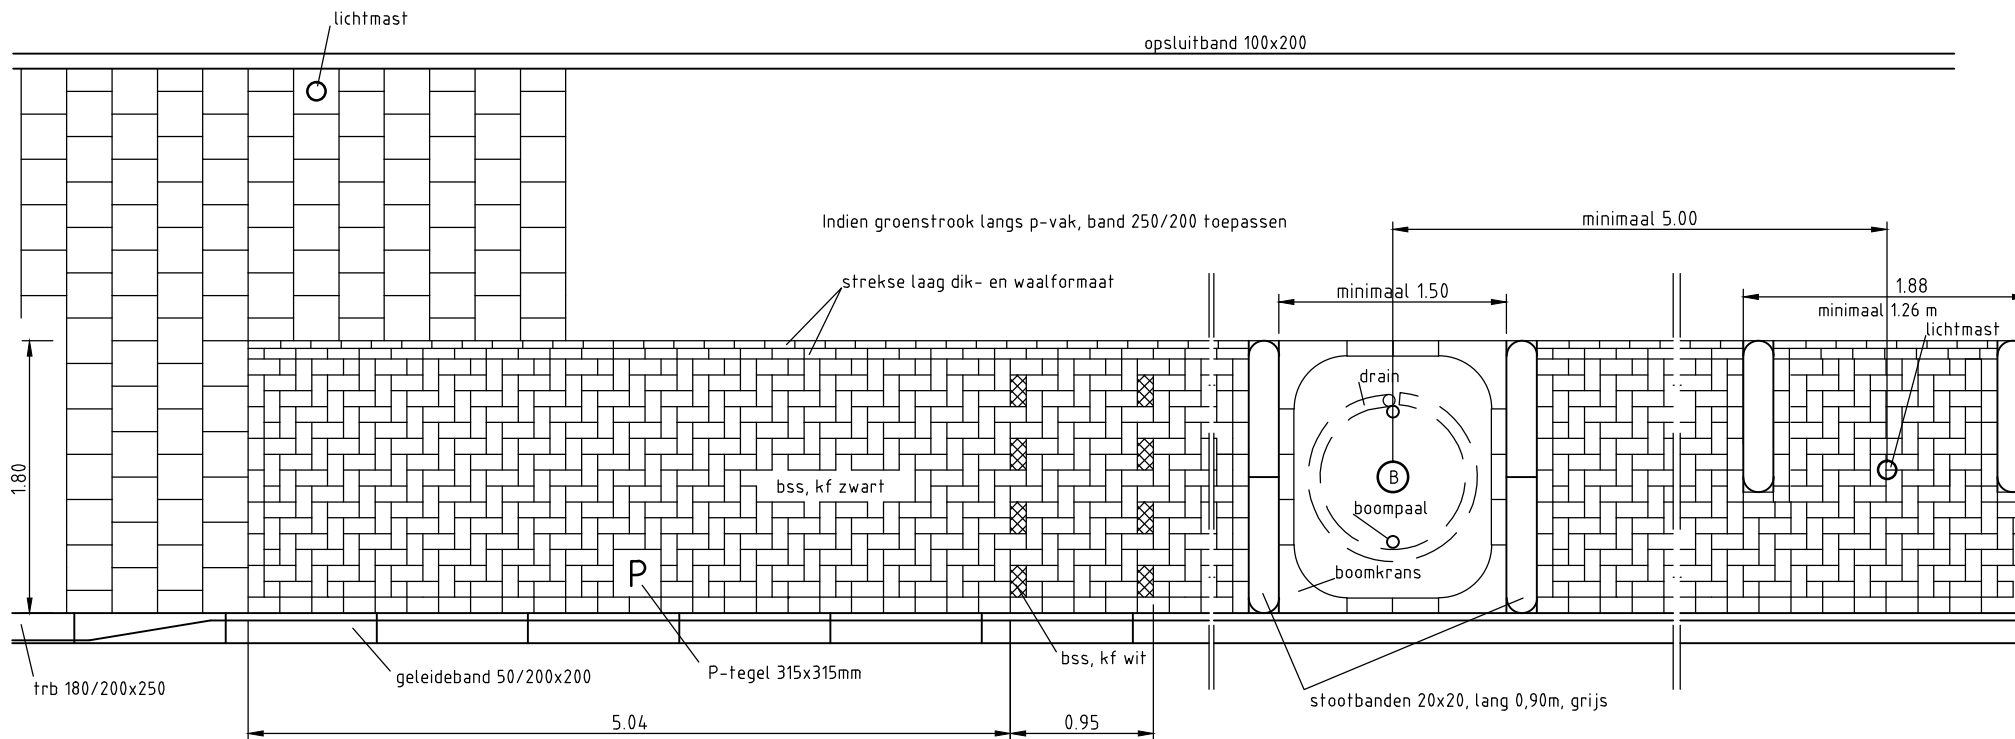 lichtmast
opsluitband 100x200
Indien groenstrook langs p-vak, band 250/200 toepassen
minimaal 5.00
strekse laag dik- en waalformaat
minimaal 1.50
1.88
minimaal 1.26 m
lichtmast
drain
1.80
bss, kf zwart
B
boompaal
P
boomkrans
bss, kf wit
P-tegel 315x315mm
geleideband 50/200x200
trb 180/200x250
stootbanden 20x20, lang 0,90m, grijs
5.04
0.95